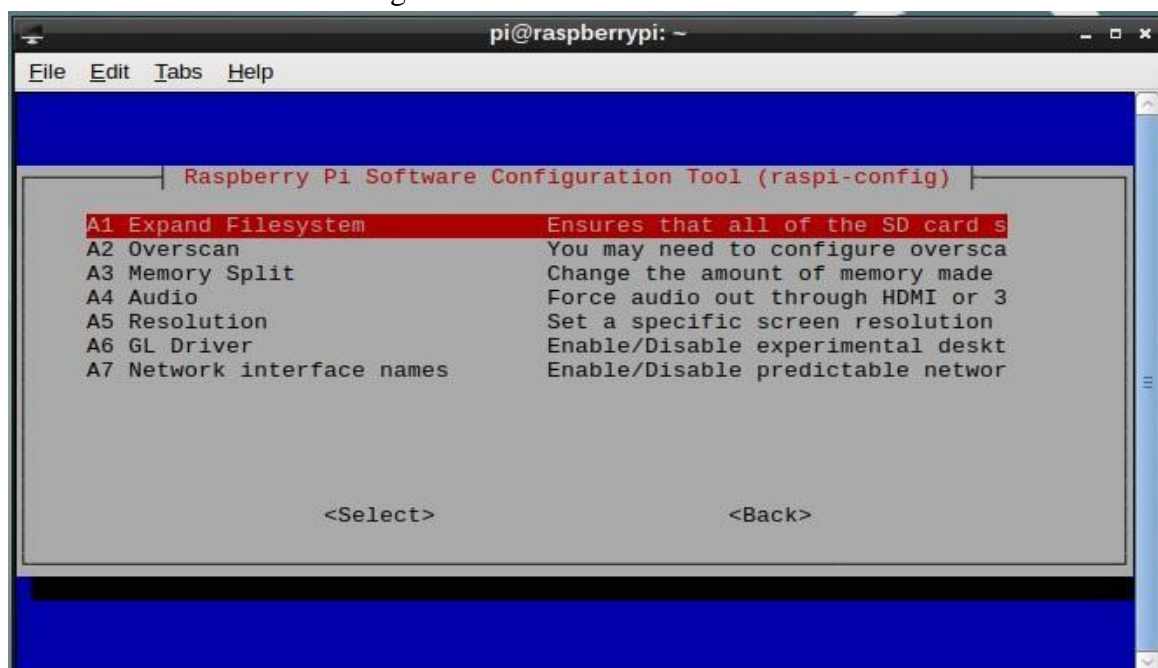 pi@raspberrypi: ~
File Edit Tabs Help
Raspberry Pi Software Configuration Tool (raspi-config)
A1 Expand Filesystem Ensures that all of the SD card s
A2 Overscan You may need to configure oversca
A3 Memory Split Change the amount of memory made
A4 Audio Force audio out through HDMI or 3
A5 Resolution Set a specific screen resolution
A6 GL Driver Enable/Disable experimental deskt
A7 Network interface names Enable/Disable predictable networ
<Select> <Back>